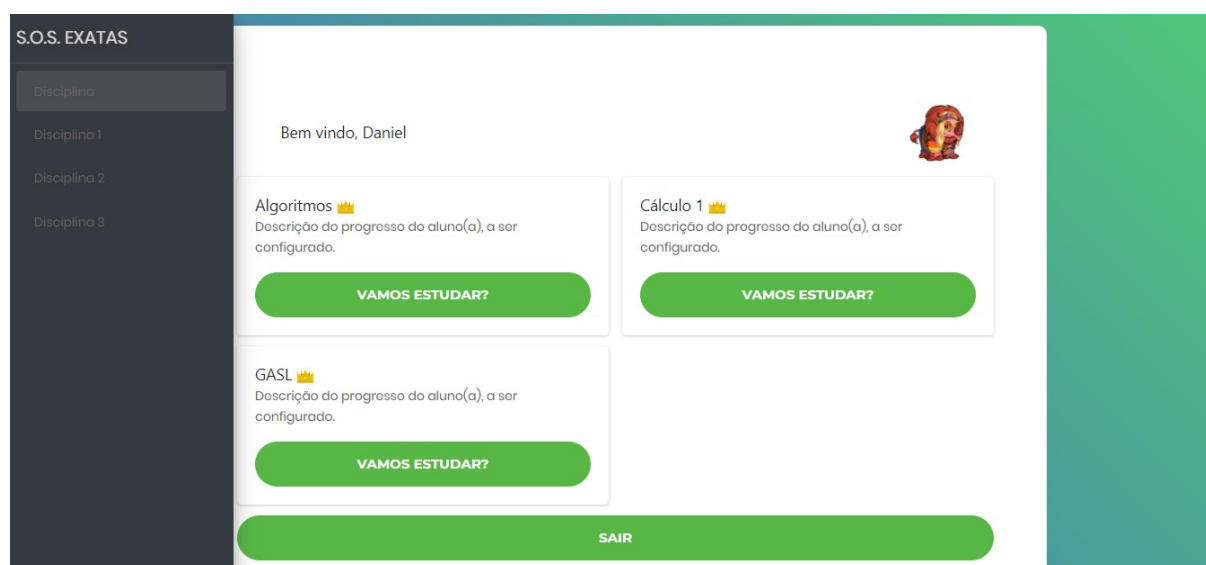 S.O.S. EXATAS
Disciplina
Disciplina 1
Disciplina 2
Disciplina 3
Bem vindo, Daniel
Algoritmos
Descrição do progresso do aluno(a), a ser
configurado.
VAMOS ESTUDAR?
Cálculo 1
Descrição do progresso do aluno(a), a ser
configurado.
VAMOS ESTUDAR?
GASL
Descrição do progresso do aluno(a), a ser
configurado.
VAMOS ESTUDAR?
SAIR